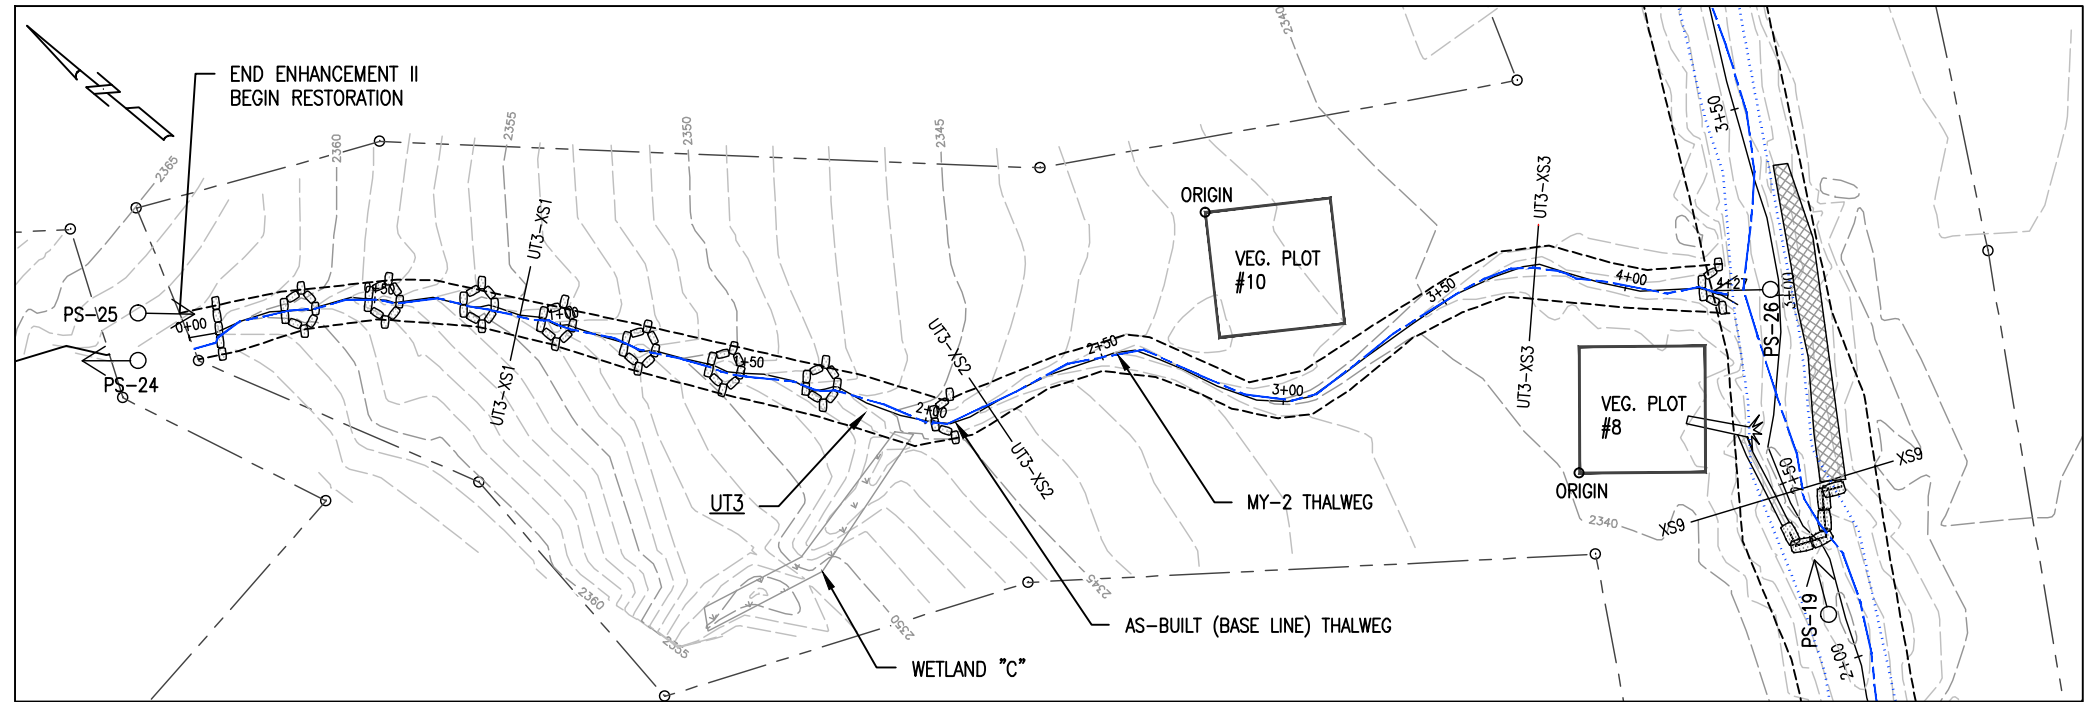 END ENHANCEMENT II
BEGIN RESTORATION
2365
2360
2355
2350
2345
2340
PS-25
PS-24
0+00
0+50
1+00
1+50
2+00
2+50
3+00
3+50
4+00
4+27
UT3-XS1
UT3-XS1
UT3-XS2
UT3-XS2
UT3-XS3
UT3-XS3
ORIGIN
VEG. PLOT
#10
VEG. PLOT
#8
ORIGIN
UT3
MY-2 THALWEG
AS-BUILT (BASE LINE) THALWEG
WETLAND "C"
2360
2355
2350
2345
2340
3+50
3+00
PS-26
2+50
XS9
XS9
PS-19
2+00